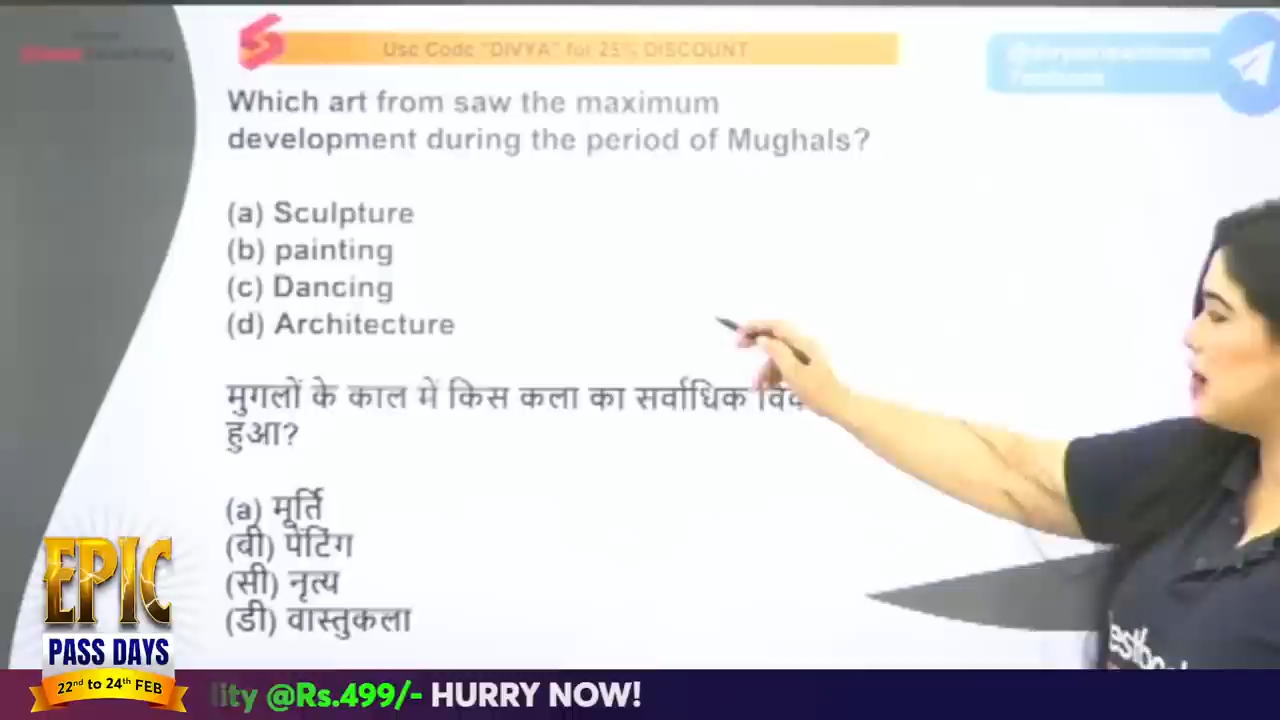 Use Code "DIVYA" for 25% DISCOUNT
Which art from saw the maximum
development during the period of Mughals?
(a) Sculpture
(b) painting
(c) Dancing
(d) Architecture
मुगलों के काल में किस कला का सर्वाधिक
हुआ?
(a) मूर्ति
(बी) पेंटिंग
(सी) नृत्य
(डी) वास्तुकला
EPIC
PASS DAYS
22nd to 24th FEB
lity @Rs.499/- HURRY NOW!